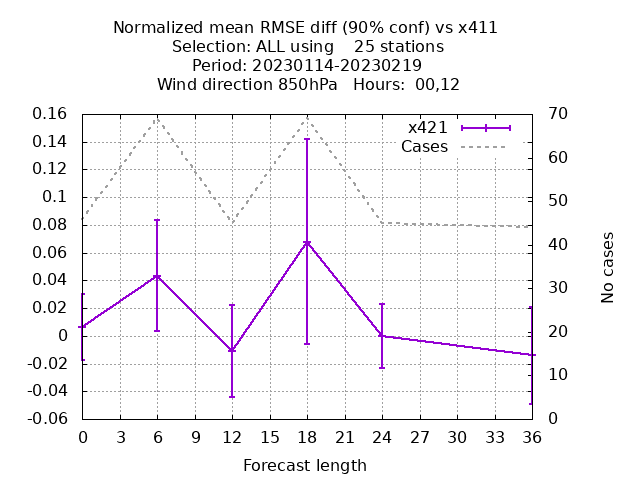 Normalized mean RMSE diff (90% conf) vs x411
Selection: ALL using    25 stations
Period: 20230114-20230219
Wind direction 850hPa   Hours:  00,12
0.16
0.14
0.12
0.1
0.08
0.06
0.04
0.02
0
-0.02
-0.04
-0.06
x421
Cases
70
60
50
40
30
20
10
0
No cases
0 3 6 9 12 15 18 21 24 27 30 33 36
Forecast length